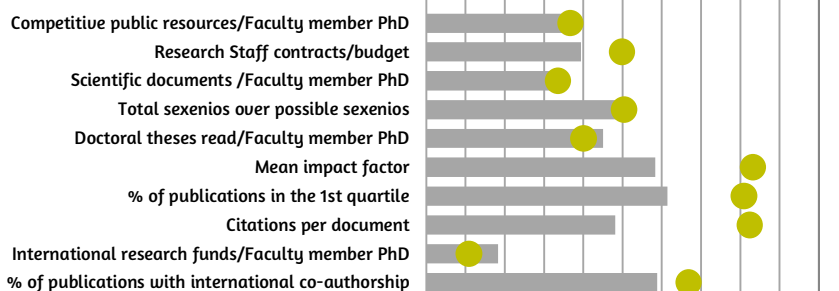 Competitive public resources/Faculty member PhD
Research Staff contracts/budget
Scientific documents /Faculty member PhD
Total sexenios over possible sexenios
Doctoral theses read/Faculty member PhD
Mean impact factor
% of publications in the 1st quartile
Citations per document
International research funds/Faculty member PhD
% of publications with international co-authorship